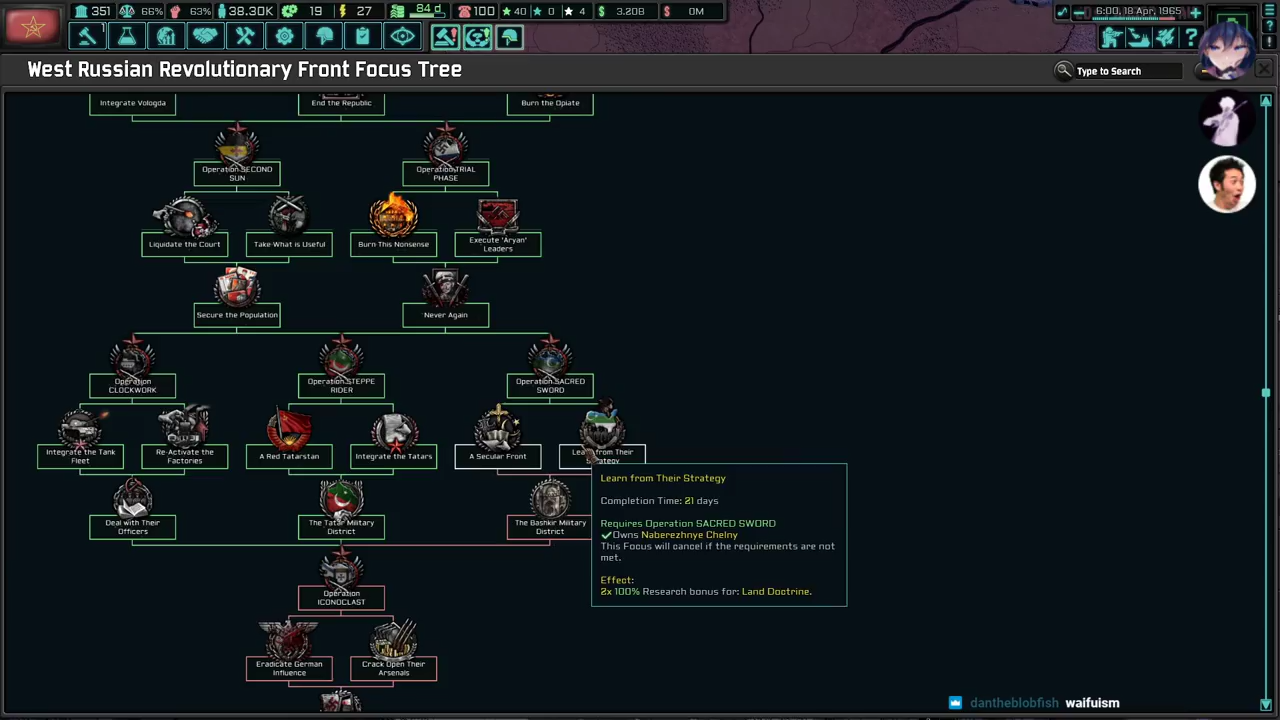 351 66% 63% 38.30K 19 27 84 d 100 40 0 4 $ 3.20B $ 0M 6:00, 18 Apr, 1965
West Russian Revolutionary Front Focus Tree
Type to Search
Integrate Vologda
End the Republic
Burn the Opiate
Operation SECOND
SUN
Operation TRIAL
PHASE
Liquidate the Court
Take What is Useful
Burn This Nonsense
Execute 'Aryan'
Leaders
Secure the Population
Never Again
Operation
CLOCKWORK
Operation STEPPE
RIDER
Operation SACRED
SWORD
Integrate the Tank
Fleet
Re-Activate the
Factories
A Red Tatarstan
Integrate the Tatars
A Secular Front
Learn from Their
Strategy
Deal with Their
Officers
The Tatar Military
District
The Bashkir Military
District
Learn from Their Strategy
Completion Time: 21 days
Requires Operation SACRED SWORD
Owns Naberezhnye Chelny
This Focus will cancel if the requirements are not
met.
Effect:
2x 100% Research bonus for: Land Doctrine.
Operation
ICONOCLAST
Eradicate German
Influence
Crack Open Their
Arsenals
dantheblobfish waifuism